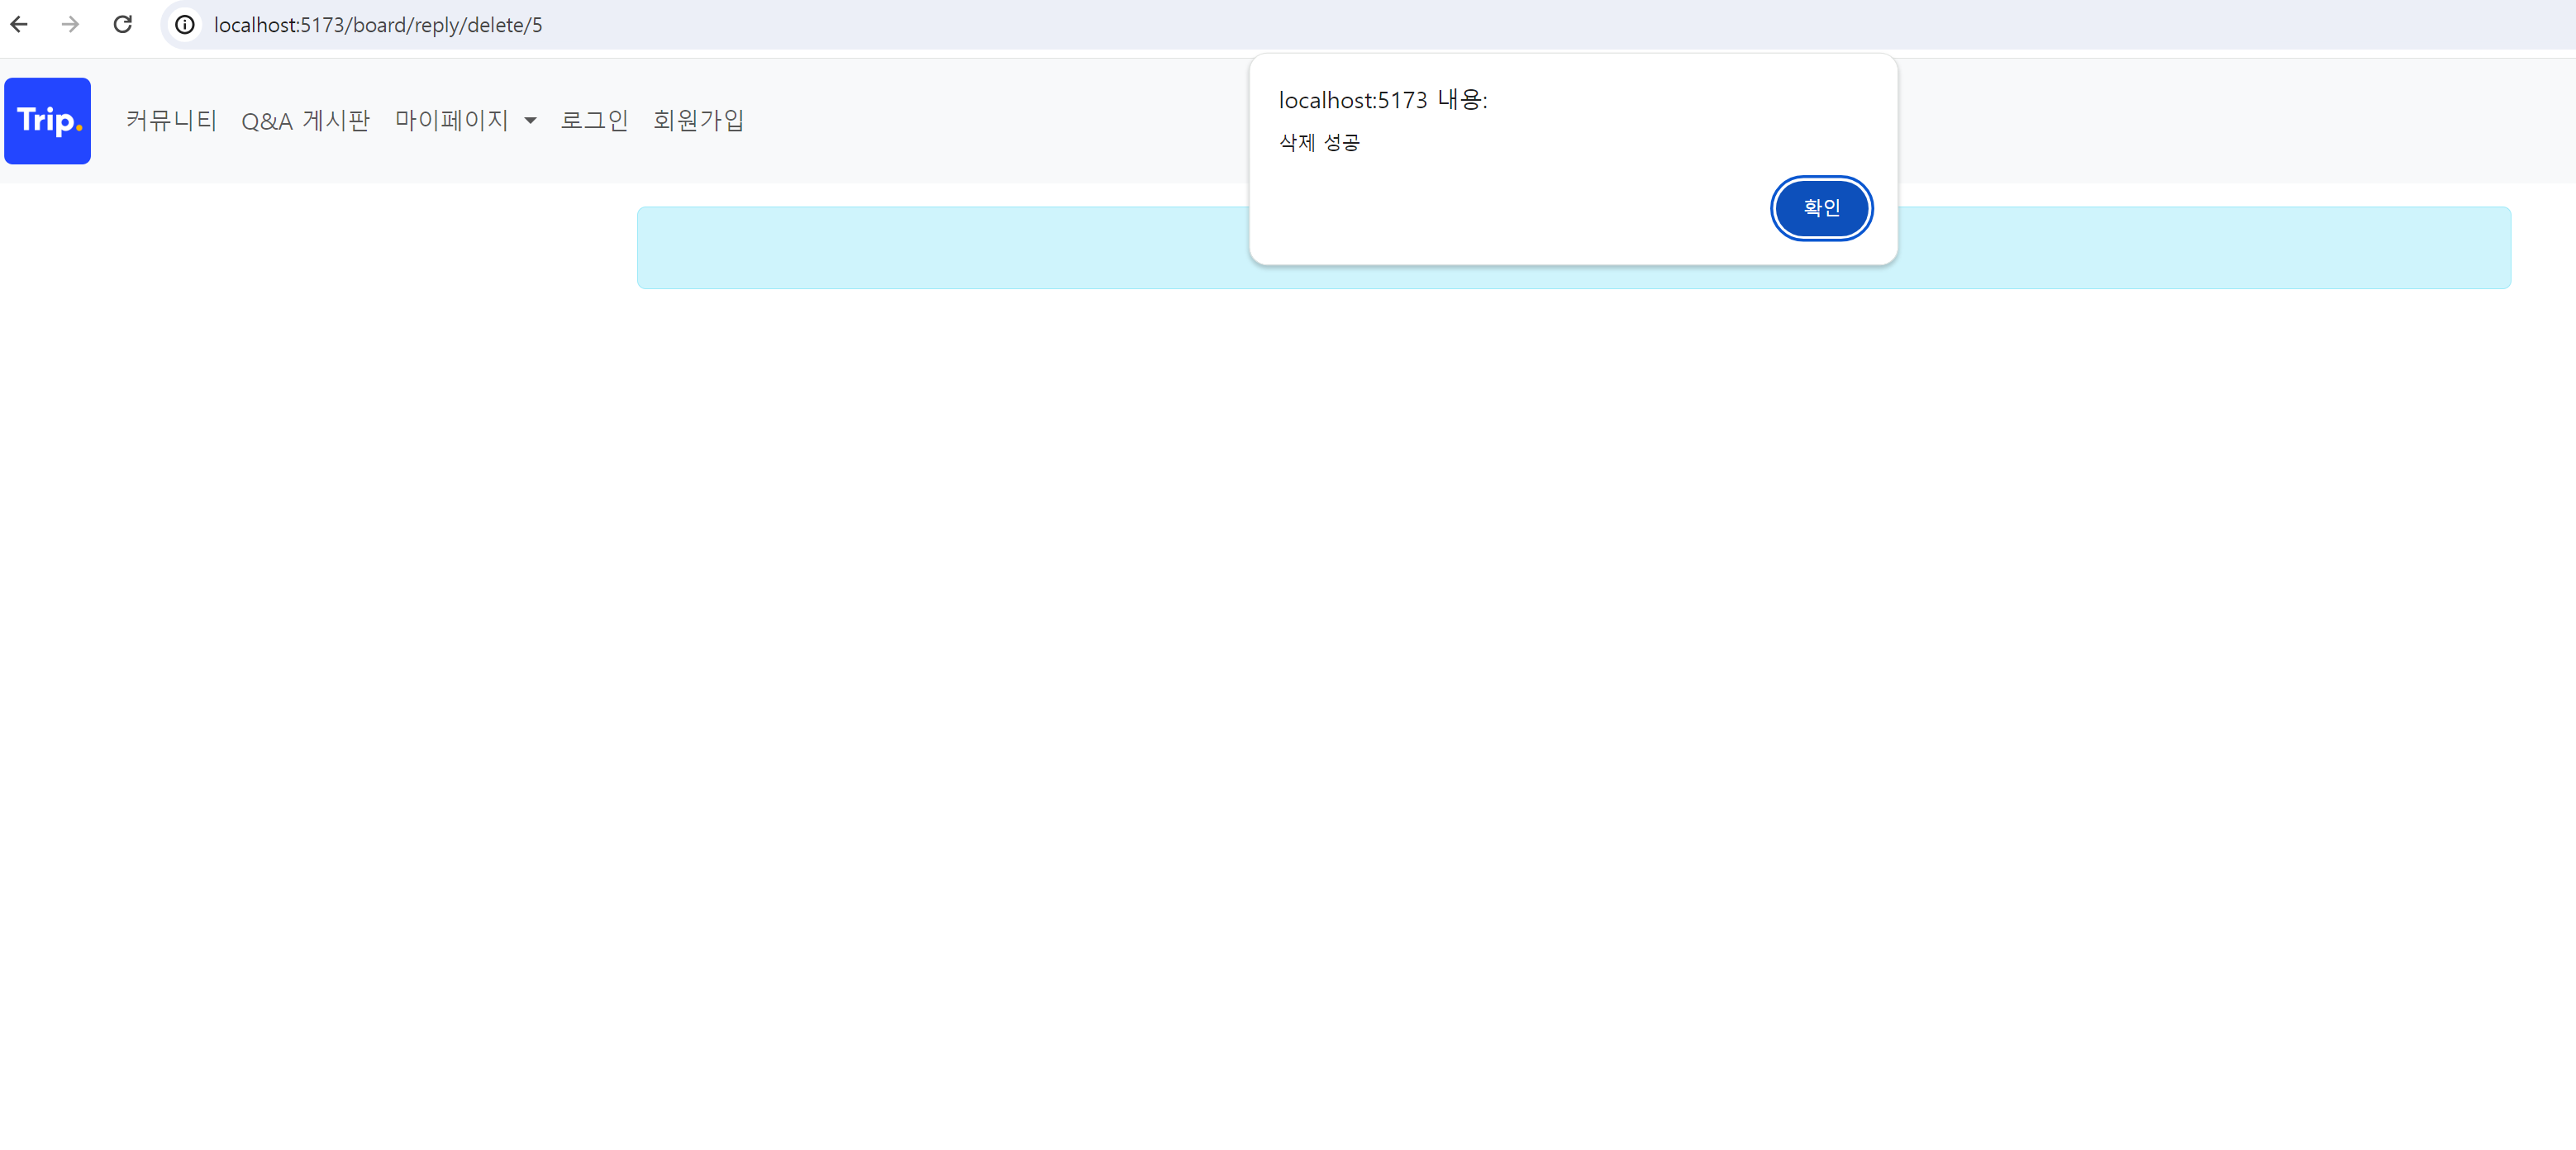 localhost:5173/board/reply/delete/5
Trip.
커뮤니티 Q&A 게시판 마이페이지 로그인 회원가입
localhost:5173 내용:
삭제 성공
확인